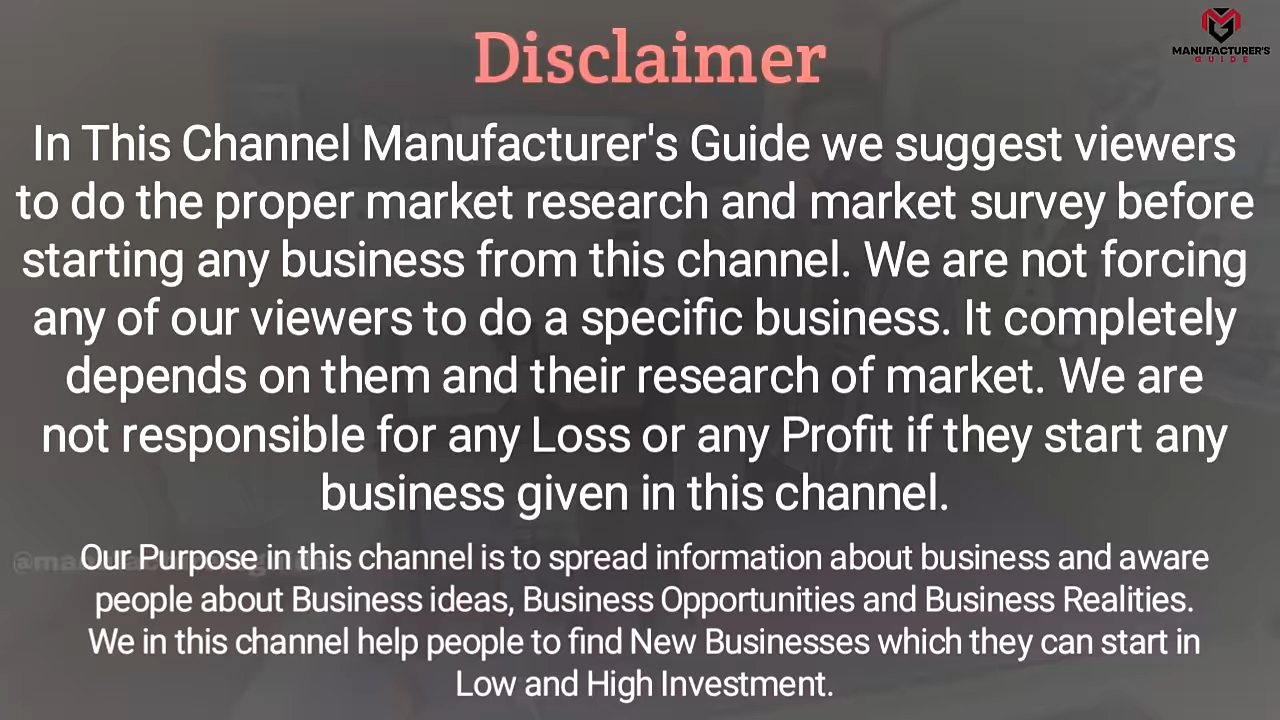 Disclaimer
MANUFACTURER'S
GUIDE
In This Channel Manufacturer's Guide we suggest viewers
to do the proper market research and market survey before
starting any business from this channel. We are not forcing
any of our viewers to do a specific business. It completely
depends on them and their research of market. We are
not responsible for any Loss or any Profit if they start any
business given in this channel.
Our Purpose in this channel is to spread information about business and aware
people about Business ideas, Business Opportunities and Business Realities.
We in this channel help people to find New Businesses which they can start in
Low and High Investment.